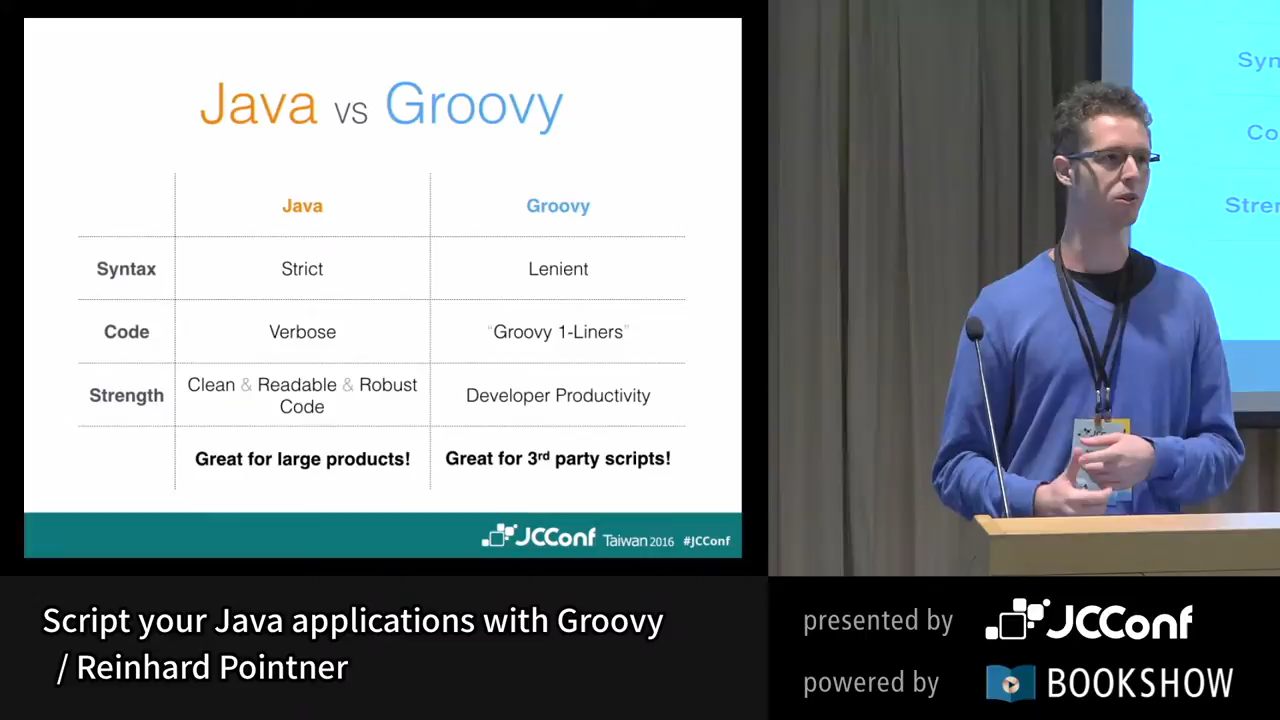 Java vs Groovy
Java Groovy
Syntax Strict Lenient
Code Verbose "Groovy 1-Liners"
Strength Clean & Readable & Robust Code Developer Productivity
Great for large products! Great for 3rd party scripts!
JCConf Taiwan 2016 #JCConf
Syn
Co
Stren
Script your Java applications with Groovy
/ Reinhard Pointner
presented by JCConf
powered by BOOKSHOW